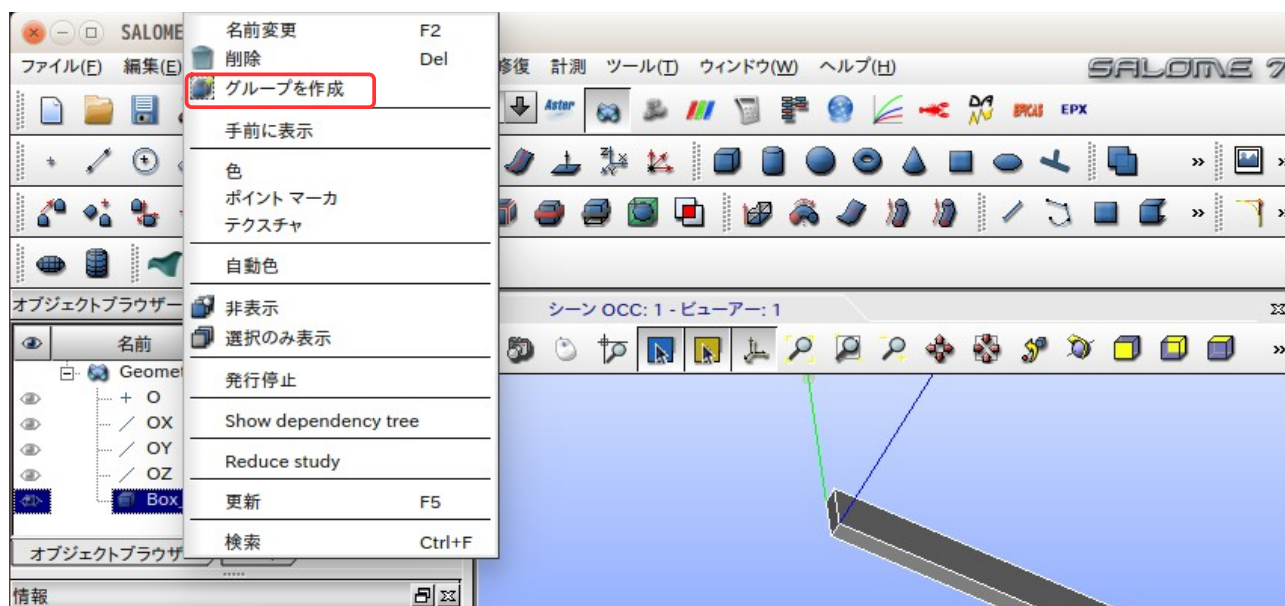 SALOME
名前変更 F2
削除 Del
グループを作成
手前に表示
色
ポイント マーカ
テクスチャ
自動色
非表示
選択のみ表示
発行停止
Show dependency tree
Reduce study
更新 F5
検索 Ctrl+F
ファイル(F) 編集(E) 修復 計測 ツール(T) ウィンドウ(W) ヘルプ(H)
SALOME 7
Aster EPX
オブジェクトブラウザー
シーン OCC: 1 - ビューアー: 1
名前
Geomet
O
OX
OY
OZ
Box_
オブジェクトブラウザ
情報